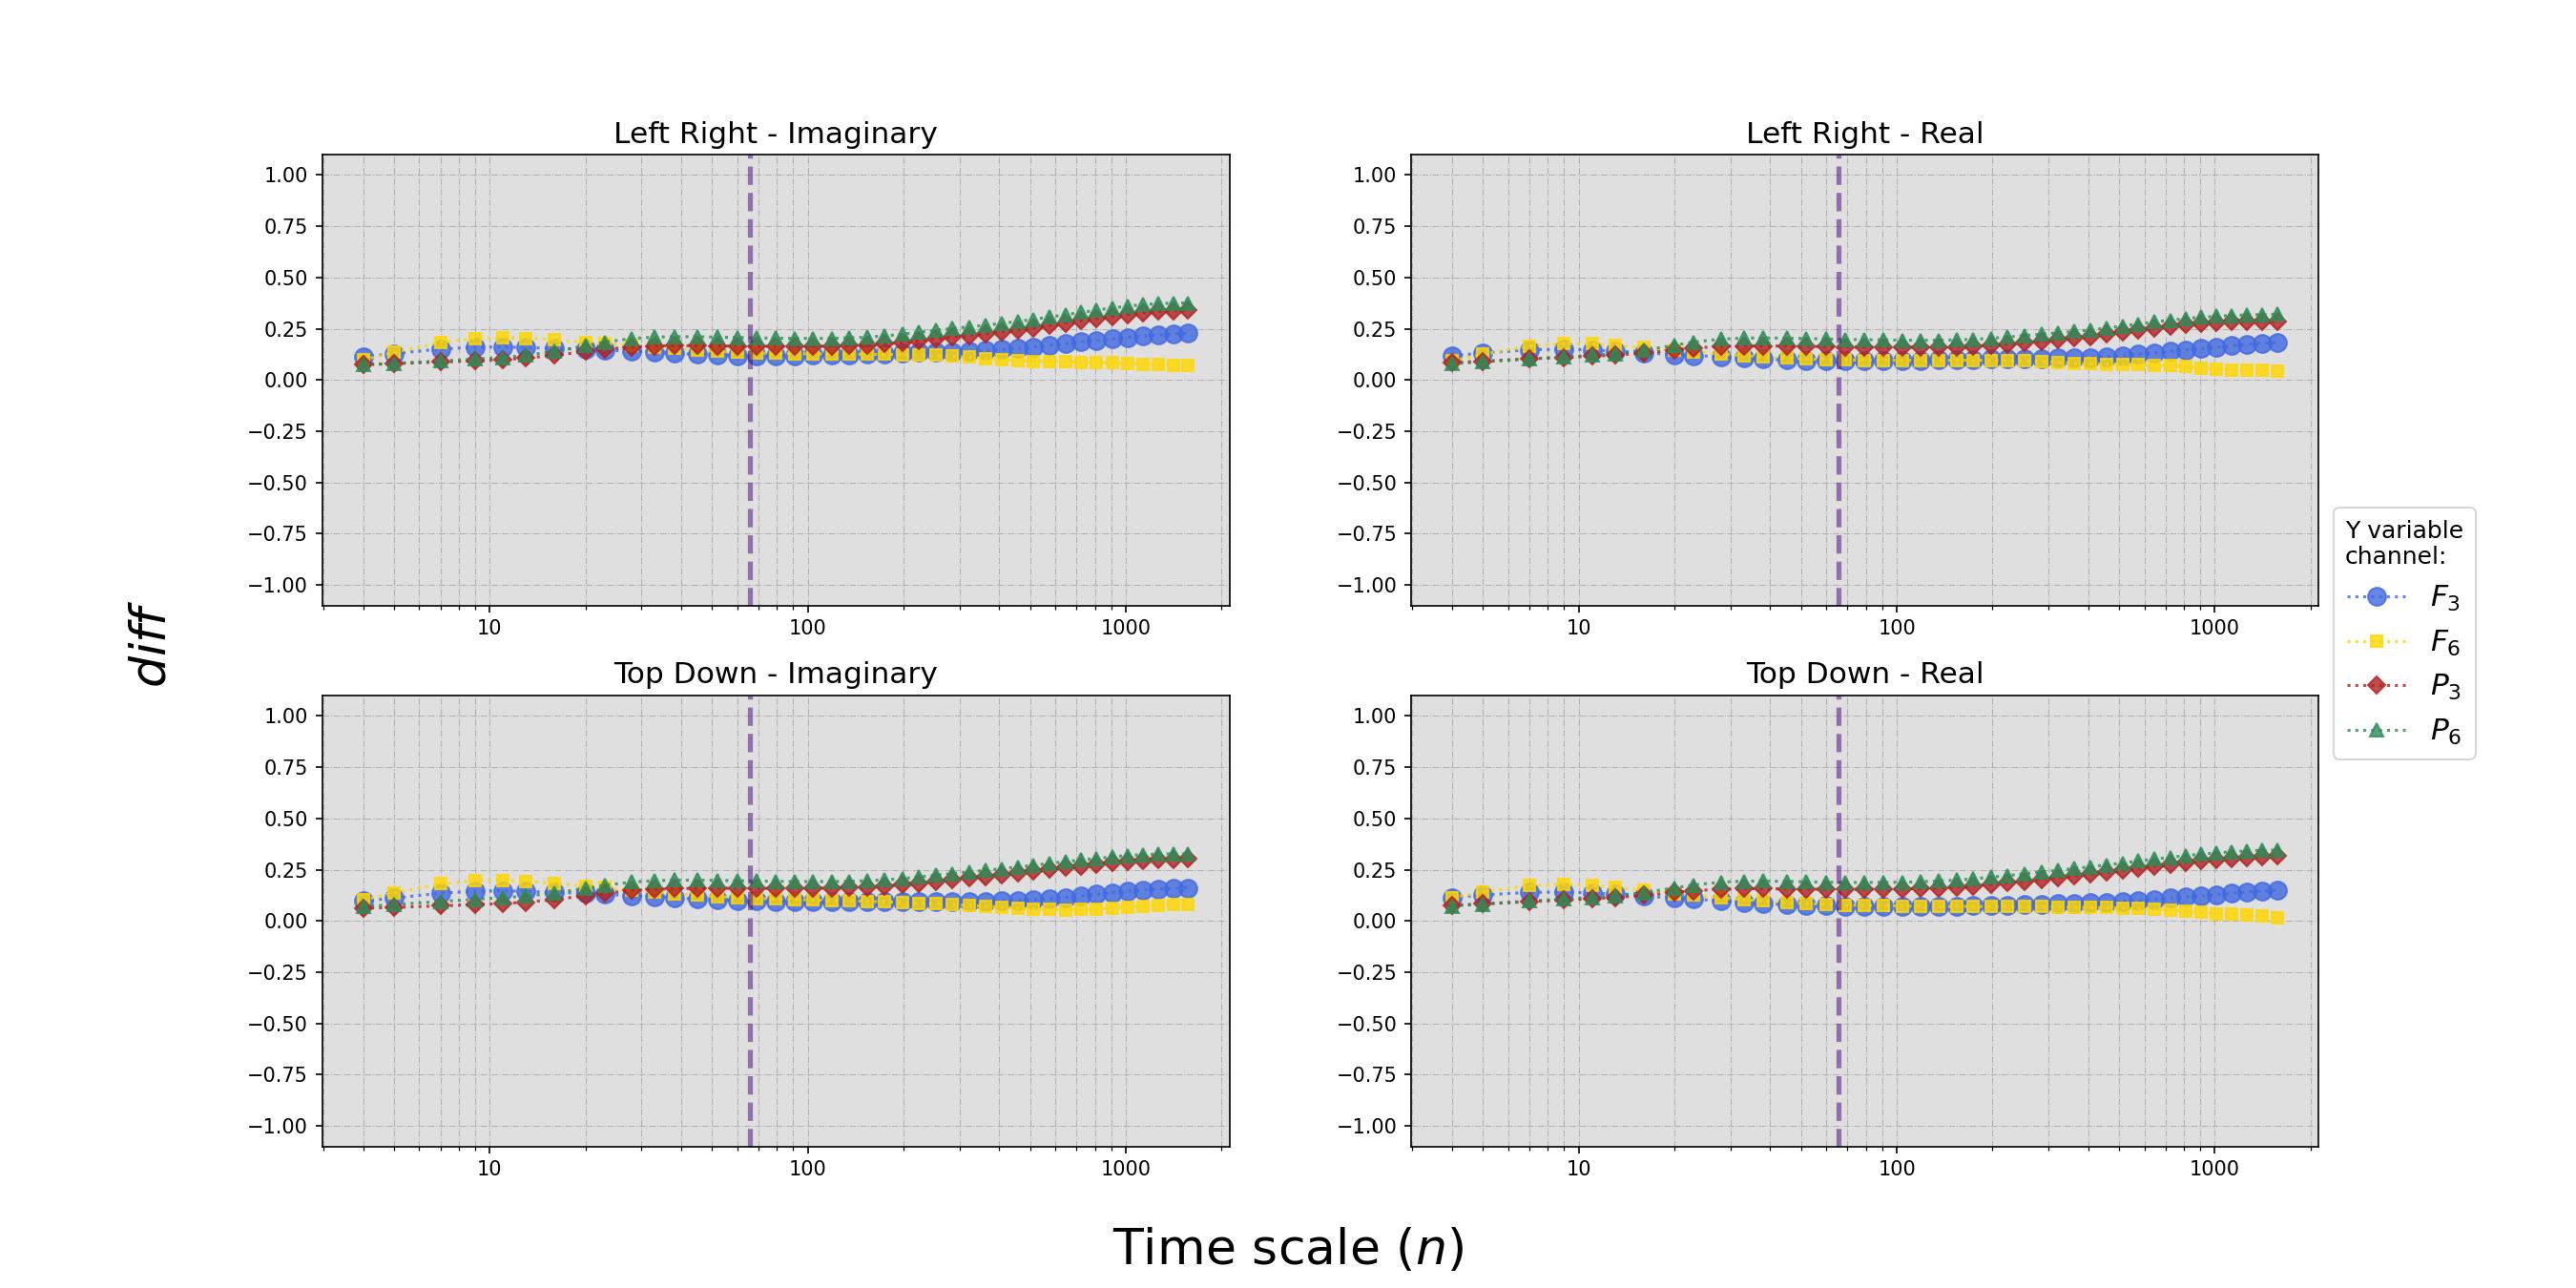 Left Right - Imaginary
1.00
0.75
0.50
0.25
0.00
−0.25
−0.50
−0.75
−1.00
10 100 1000
Left Right - Real
1.00
0.75
0.50
0.25
0.00
−0.25
−0.50
−0.75
−1.00
10 100 1000
diff
Top Down - Imaginary
1.00
0.75
0.50
0.25
0.00
−0.25
−0.50
−0.75
−1.00
10 100 1000
Top Down - Real
1.00
0.75
0.50
0.25
0.00
−0.25
−0.50
−0.75
−1.00
10 100 1000
Y variable
channel:
F3
F6
P3
P6
Time scale (n)